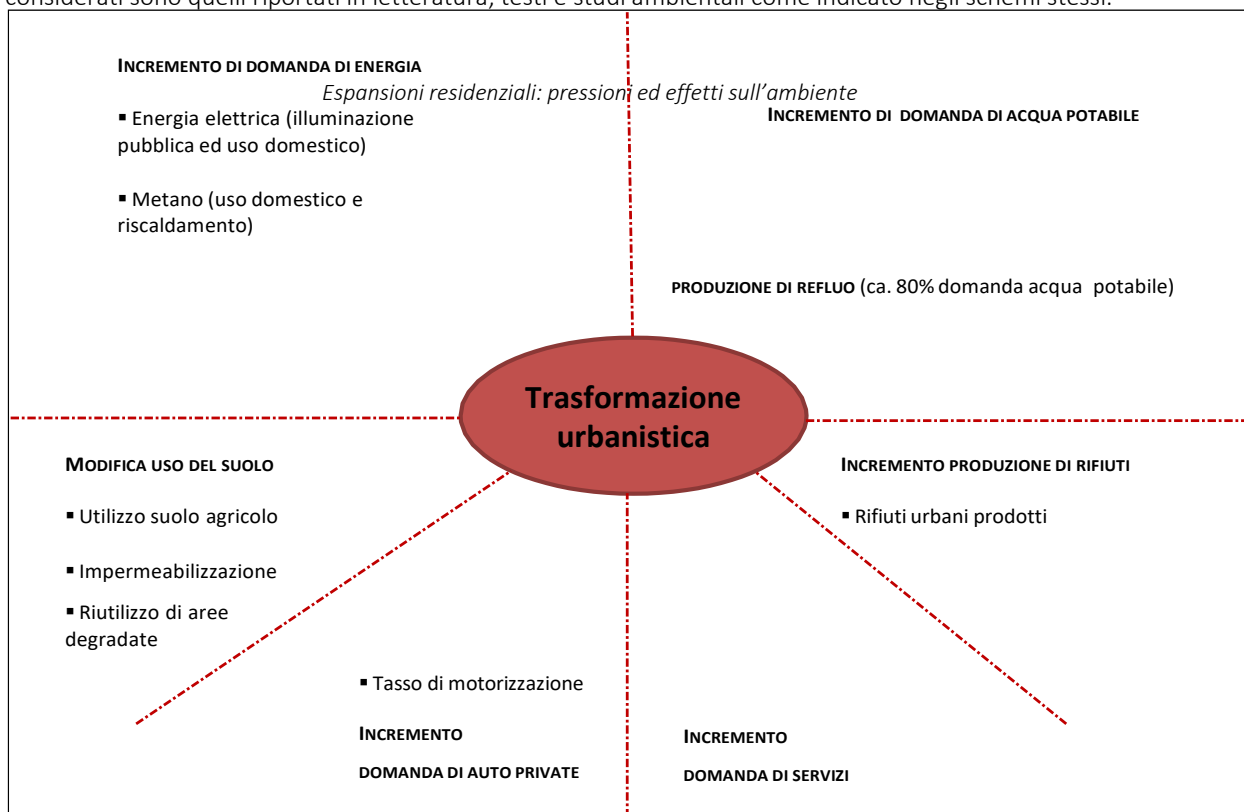 considerati sono quelli riportati in letteratura, testi e studi ambientali come indicato negli schemi stessi.
INCREMENTO DI DOMANDA DI ENERGIA
Espansioni residenziali: pressioni ed effetti sull'ambiente
▪ Energia elettrica (illuminazione
pubblica ed uso domestico)
▪ Metano (uso domestico e
riscaldamento)
INCREMENTO DI DOMANDA DI ACQUA POTABILE
PRODUZIONE DI REFLUO (ca. 80% domanda acqua potabile)
Trasformazione
urbanistica
MODIFICA USO DEL SUOLO
▪ Utilizzo suolo agricolo
▪ Impermeabilizzazione
▪ Riutilizzo di aree
degradate
INCREMENTO PRODUZIONE DI RIFIUTI
▪ Rifiuti urbani prodotti
▪ Tasso di motorizzazione
INCREMENTO
DOMANDA DI AUTO PRIVATE
INCREMENTO
DOMANDA DI SERVIZI